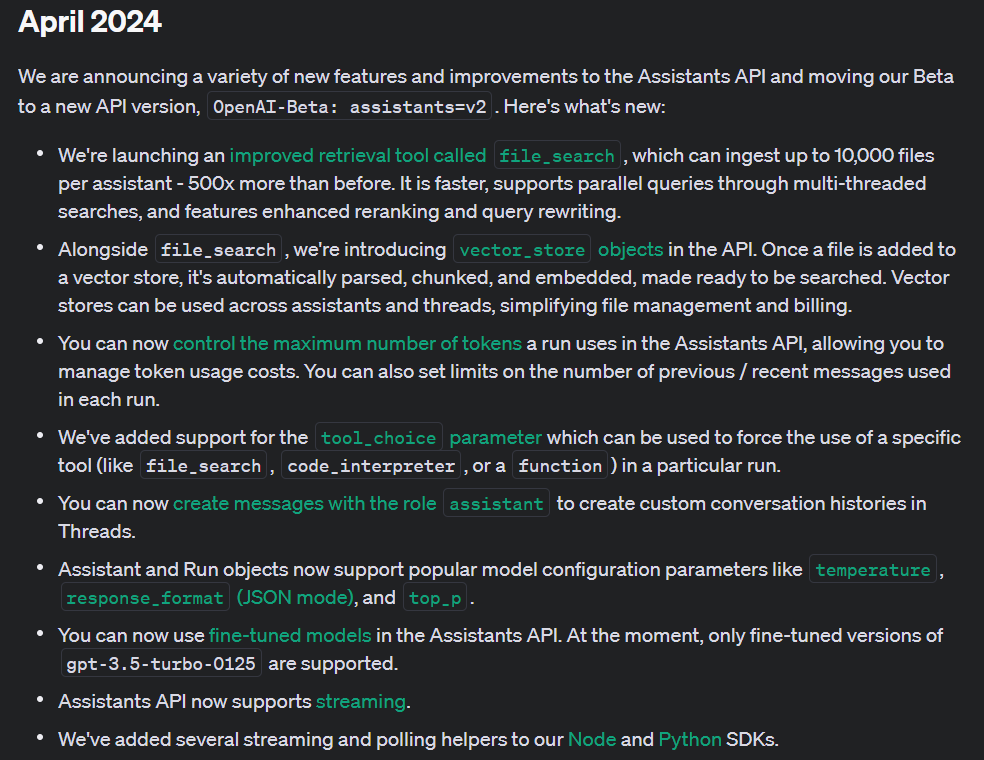 April 2024
We are announcing a variety of new features and improvements to the Assistants API and moving our Beta
to a new API version, OpenAI-Beta: assistants=v2 . Here's what's new:
• We're launching an improved retrieval tool called file_search , which can ingest up to 10,000 files
per assistant - 500x more than before. It is faster, supports parallel queries through multi-threaded
searches, and features enhanced reranking and query rewriting.
• Alongside file_search , we're introducing vector_store objects in the API. Once a file is added to
a vector store, it's automatically parsed, chunked, and embedded, made ready to be searched. Vector
stores can be used across assistants and threads, simplifying file management and billing.
• You can now control the maximum number of tokens a run uses in the Assistants API, allowing you to
manage token usage costs. You can also set limits on the number of previous / recent messages used
in each run.
• We've added support for the tool_choice parameter which can be used to force the use of a specific
tool (like file_search , code_interpreter , or a function ) in a particular run.
• You can now create messages with the role assistant to create custom conversation histories in
Threads.
• Assistant and Run objects now support popular model configuration parameters like temperature ,
response_format (JSON mode), and top_p .
• You can now use fine-tuned models in the Assistants API. At the moment, only fine-tuned versions of
gpt-3.5-turbo-0125 are supported.
• Assistants API now supports streaming.
• We've added several streaming and polling helpers to our Node and Python SDKs.